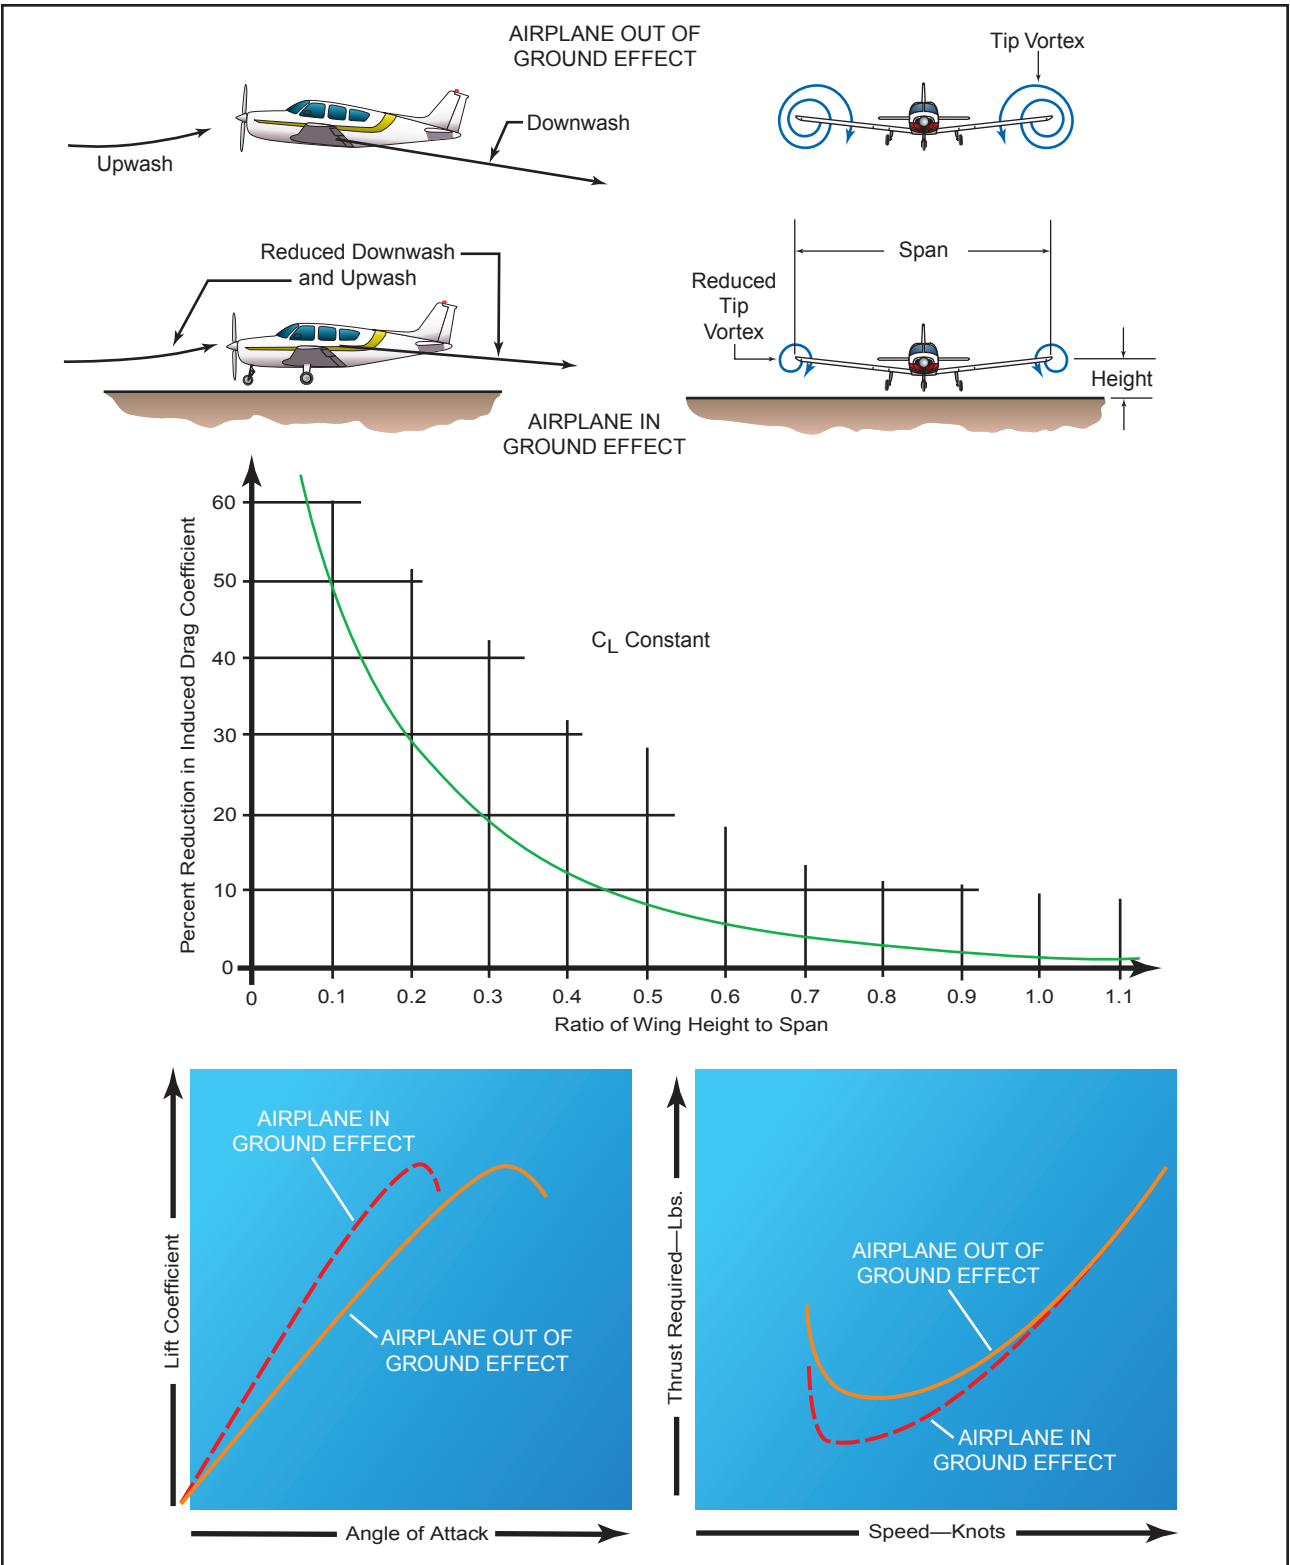 AIRPLANE OUT OF
GROUND EFFECT
Tip Vortex
Downwash
Upwash
Reduced Downwash
and Upwash
Span
Reduced
Tip
Vortex
Height
AIRPLANE IN
GROUND EFFECT
Percent Reduction in Induced Drag Coefficient
60
50
40
30
20
10
0
C_L Constant
0 0.1 0.2 0.3 0.4 0.5 0.6 0.7 0.8 0.9 1.0 1.1
Ratio of Wing Height to Span
Lift Coefficient
AIRPLANE IN
GROUND EFFECT
AIRPLANE OUT OF
GROUND EFFECT
Angle of Attack
Thrust Required—Lbs.
AIRPLANE OUT OF
GROUND EFFECT
AIRPLANE IN
GROUND EFFECT
Speed—Knots